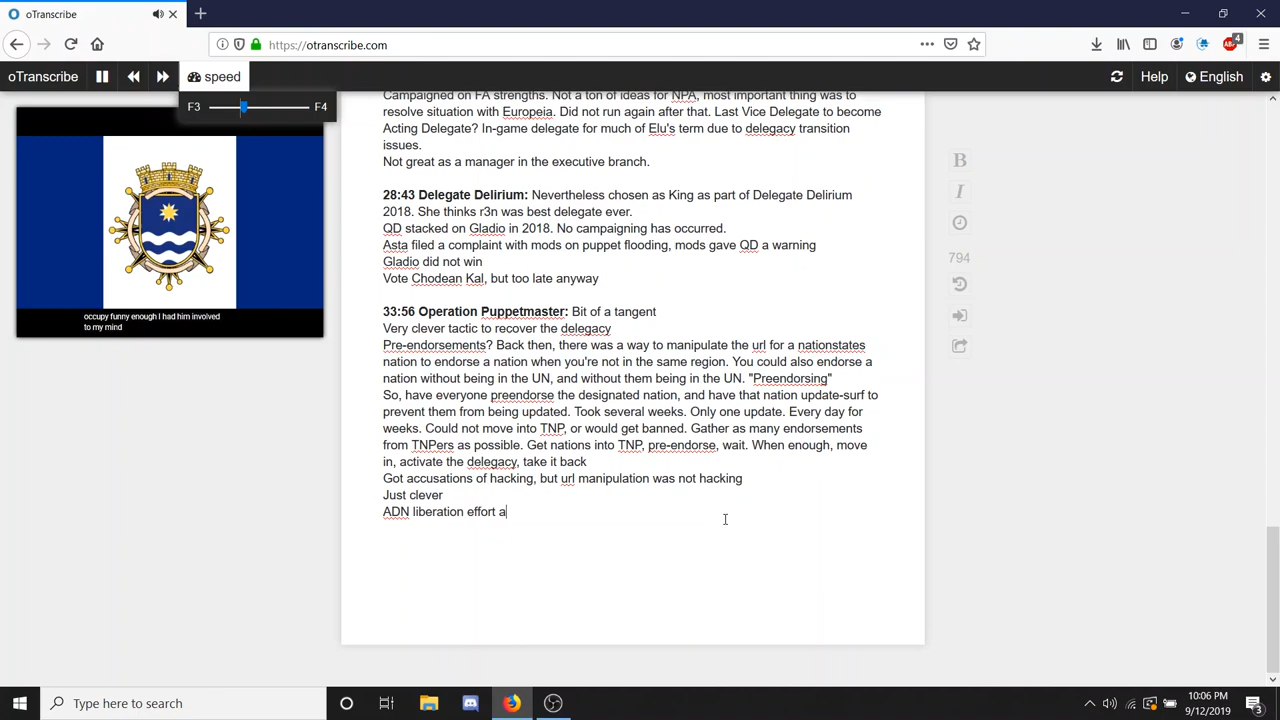 oTranscribe
https://otranscribe.com
4
oTranscribe
speed
Help
English
F3
F4
Campaigned on FA strengths. Not a ton of ideas for NPA, most important thing was to
resolve situation with Europeia. Did not run again after that. Last Vice Delegate to become
Acting Delegate? In-game delegate for much of Elu's term due to delegacy transition
issues.
Not great as a manager in the executive branch.
28:43 Delegate Delirium: Nevertheless chosen as King as part of Delegate Delirium
2018. She thinks r3n was best delegate ever.
QD stacked on Gladio in 2018. No campaigning has occurred.
Asta filed a complaint with mods on puppet flooding, mods gave QD a warning
Gladio did not win
Vote Chodean Kal, but too late anyway
33:56 Operation Puppetmaster: Bit of a tangent
Very clever tactic to recover the delegacy
Pre-endorsements? Back then, there was a way to manipulate the url for a nationstates
nation to endorse a nation when you're not in the same region. You could also endorse a
nation without being in the UN, and without them being in the UN. "Preendorsing"
So, have everyone preendorse the designated nation, and have that nation update-surf to
prevent them from being updated. Took several weeks. Only one update. Every day for
weeks. Could not move into TNP, or would get banned. Gather as many endorsements
from TNPers as possible. Get nations into TNP, pre-endorse, wait. When enough, move
in, activate the delegacy, take it back
Got accusations of hacking, but url manipulation was not hacking
Just clever
ADN liberation effort a
occupy funny enough I had him involved
to my mind
B
I
794
Type here to search
10:06 PM
9/12/2019
3